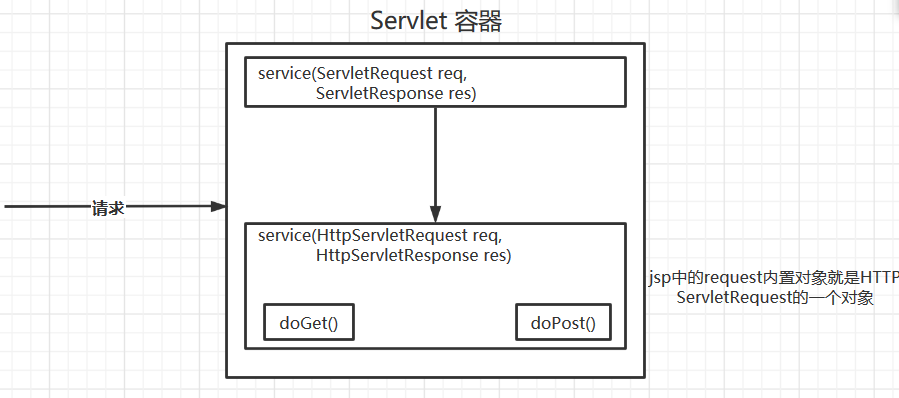 Servlet 容器
service(ServletRequest req,
ServletResponse res)
请求
service(HttpServletRequest req,
HttpServletResponse res)
jsp中的request内置对象就是HTTP
ServletRequest的一个对象
doGet()
doPost()